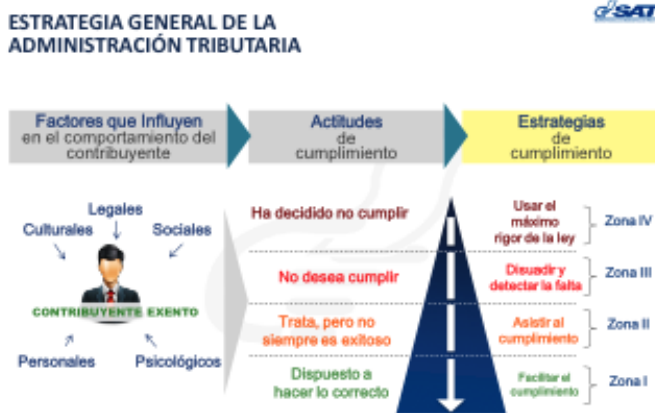 ESTRATEGIA GENERAL DE LA
ADMINISTRACIÓN TRIBUTARIA
SAT
Factores que Influyen
en el comportamiento del
contribuyente
Actitudes
de
cumplimiento
Estrategias
de
cumplimiento
Legales
Culturales
Sociales
CONTRIBUYENTE EXENTO
Personales
Psicológicos
Ha decidido no cumplir
Usar el
máximo
rigor de la ley
Zona IV
No desea cumplir
Disuadir y
detectar la falta
Zona III
Trata, pero no
siempre es exitoso
Asistir al
cumplimiento
Zona II
Dispuesto a
hacer lo correcto
Facilitar el
cumplimiento
Zona I